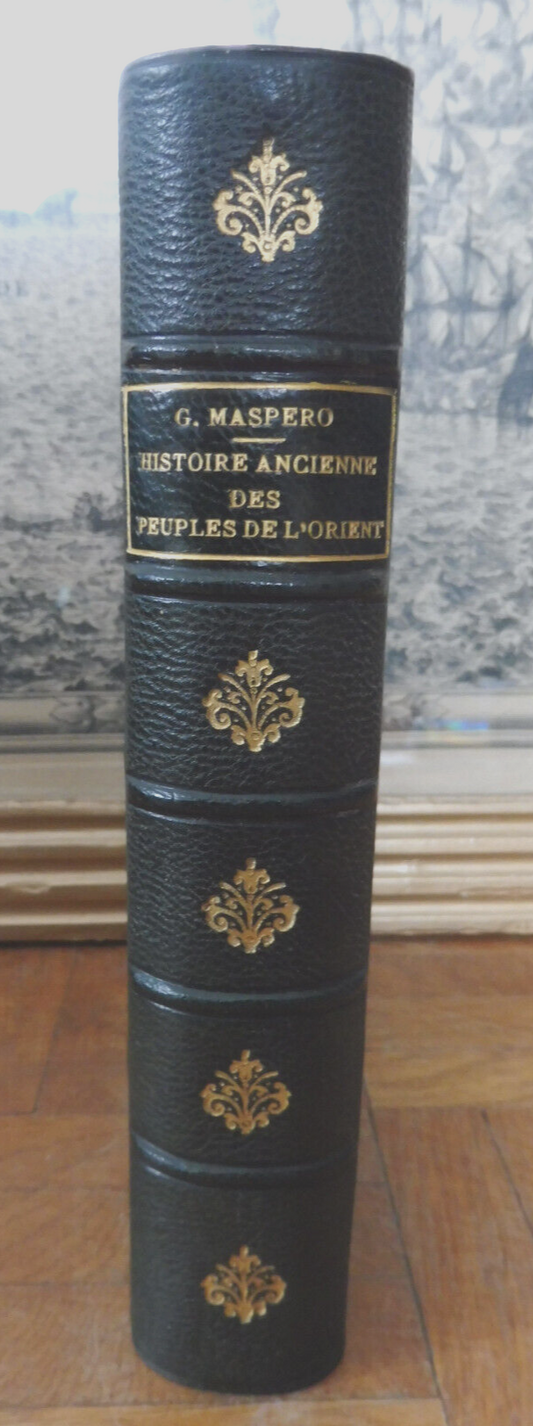 G. MASPERO
HISTOIRE ANCIENNE
DES
PEUPLES DE L'ORIENT